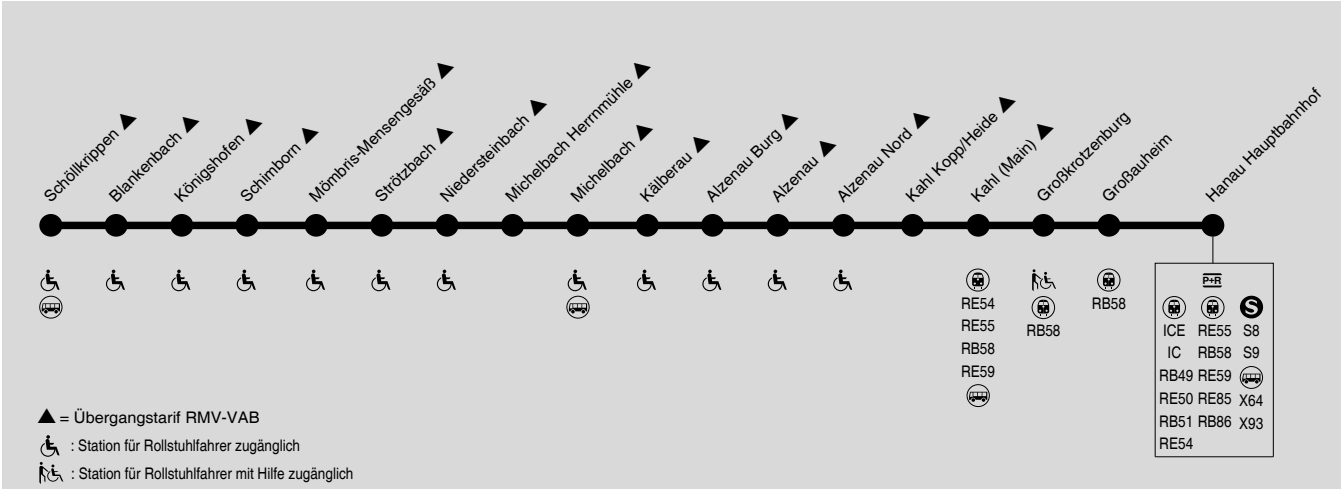 Schöllkrippen ▲
Blankenbach ▲
Königshofen ▲
Schimborn ▲
Mömbris-Mensengesäß ▲
Strötzbach ▲
Niedersteinbach ▲
Michelbach Herrnmühle ▲
Michelbach ▲
Kälberau ▲
Alzenau Burg ▲
Alzenau ▲
Alzenau Nord ▲
Kahl Kopp/Heide ▲
Kahl (Main) ▲
Großkrotzenburg
Großauheim
Hanau Hauptbahnhof
RE54
RE55
RB58
RE59
RB58
RB58
P+R
S
ICE RE55 S8
IC RB58 S9
RB49 RE59
RE50 RE85 X64
RB51 RB86 X93
RE54
▲ = Übergangstarif RMV-VAB
: Station für Rollstuhlfahrer zugänglich
: Station für Rollstuhlfahrer mit Hilfe zugänglich